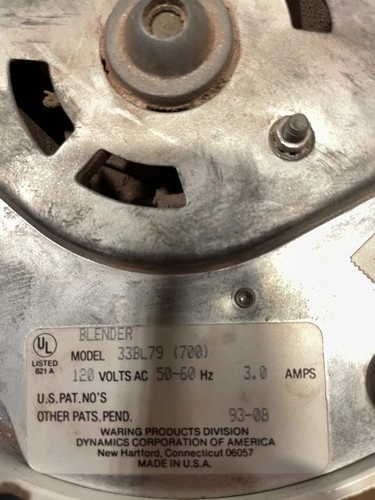 BLENDER
UL
LISTED
821 A
MODEL 33BL79 (700)
120 VOLTS AC 50-60 Hz 3.0 AMPS
U.S. PAT. NO'S
OTHER PATS. PEND. 93-08
WARING PRODUCTS DIVISION
DYNAMICS CORPORATION OF AMERICA
New Hartford, Connecticut 06057
MADE IN U.S.A.